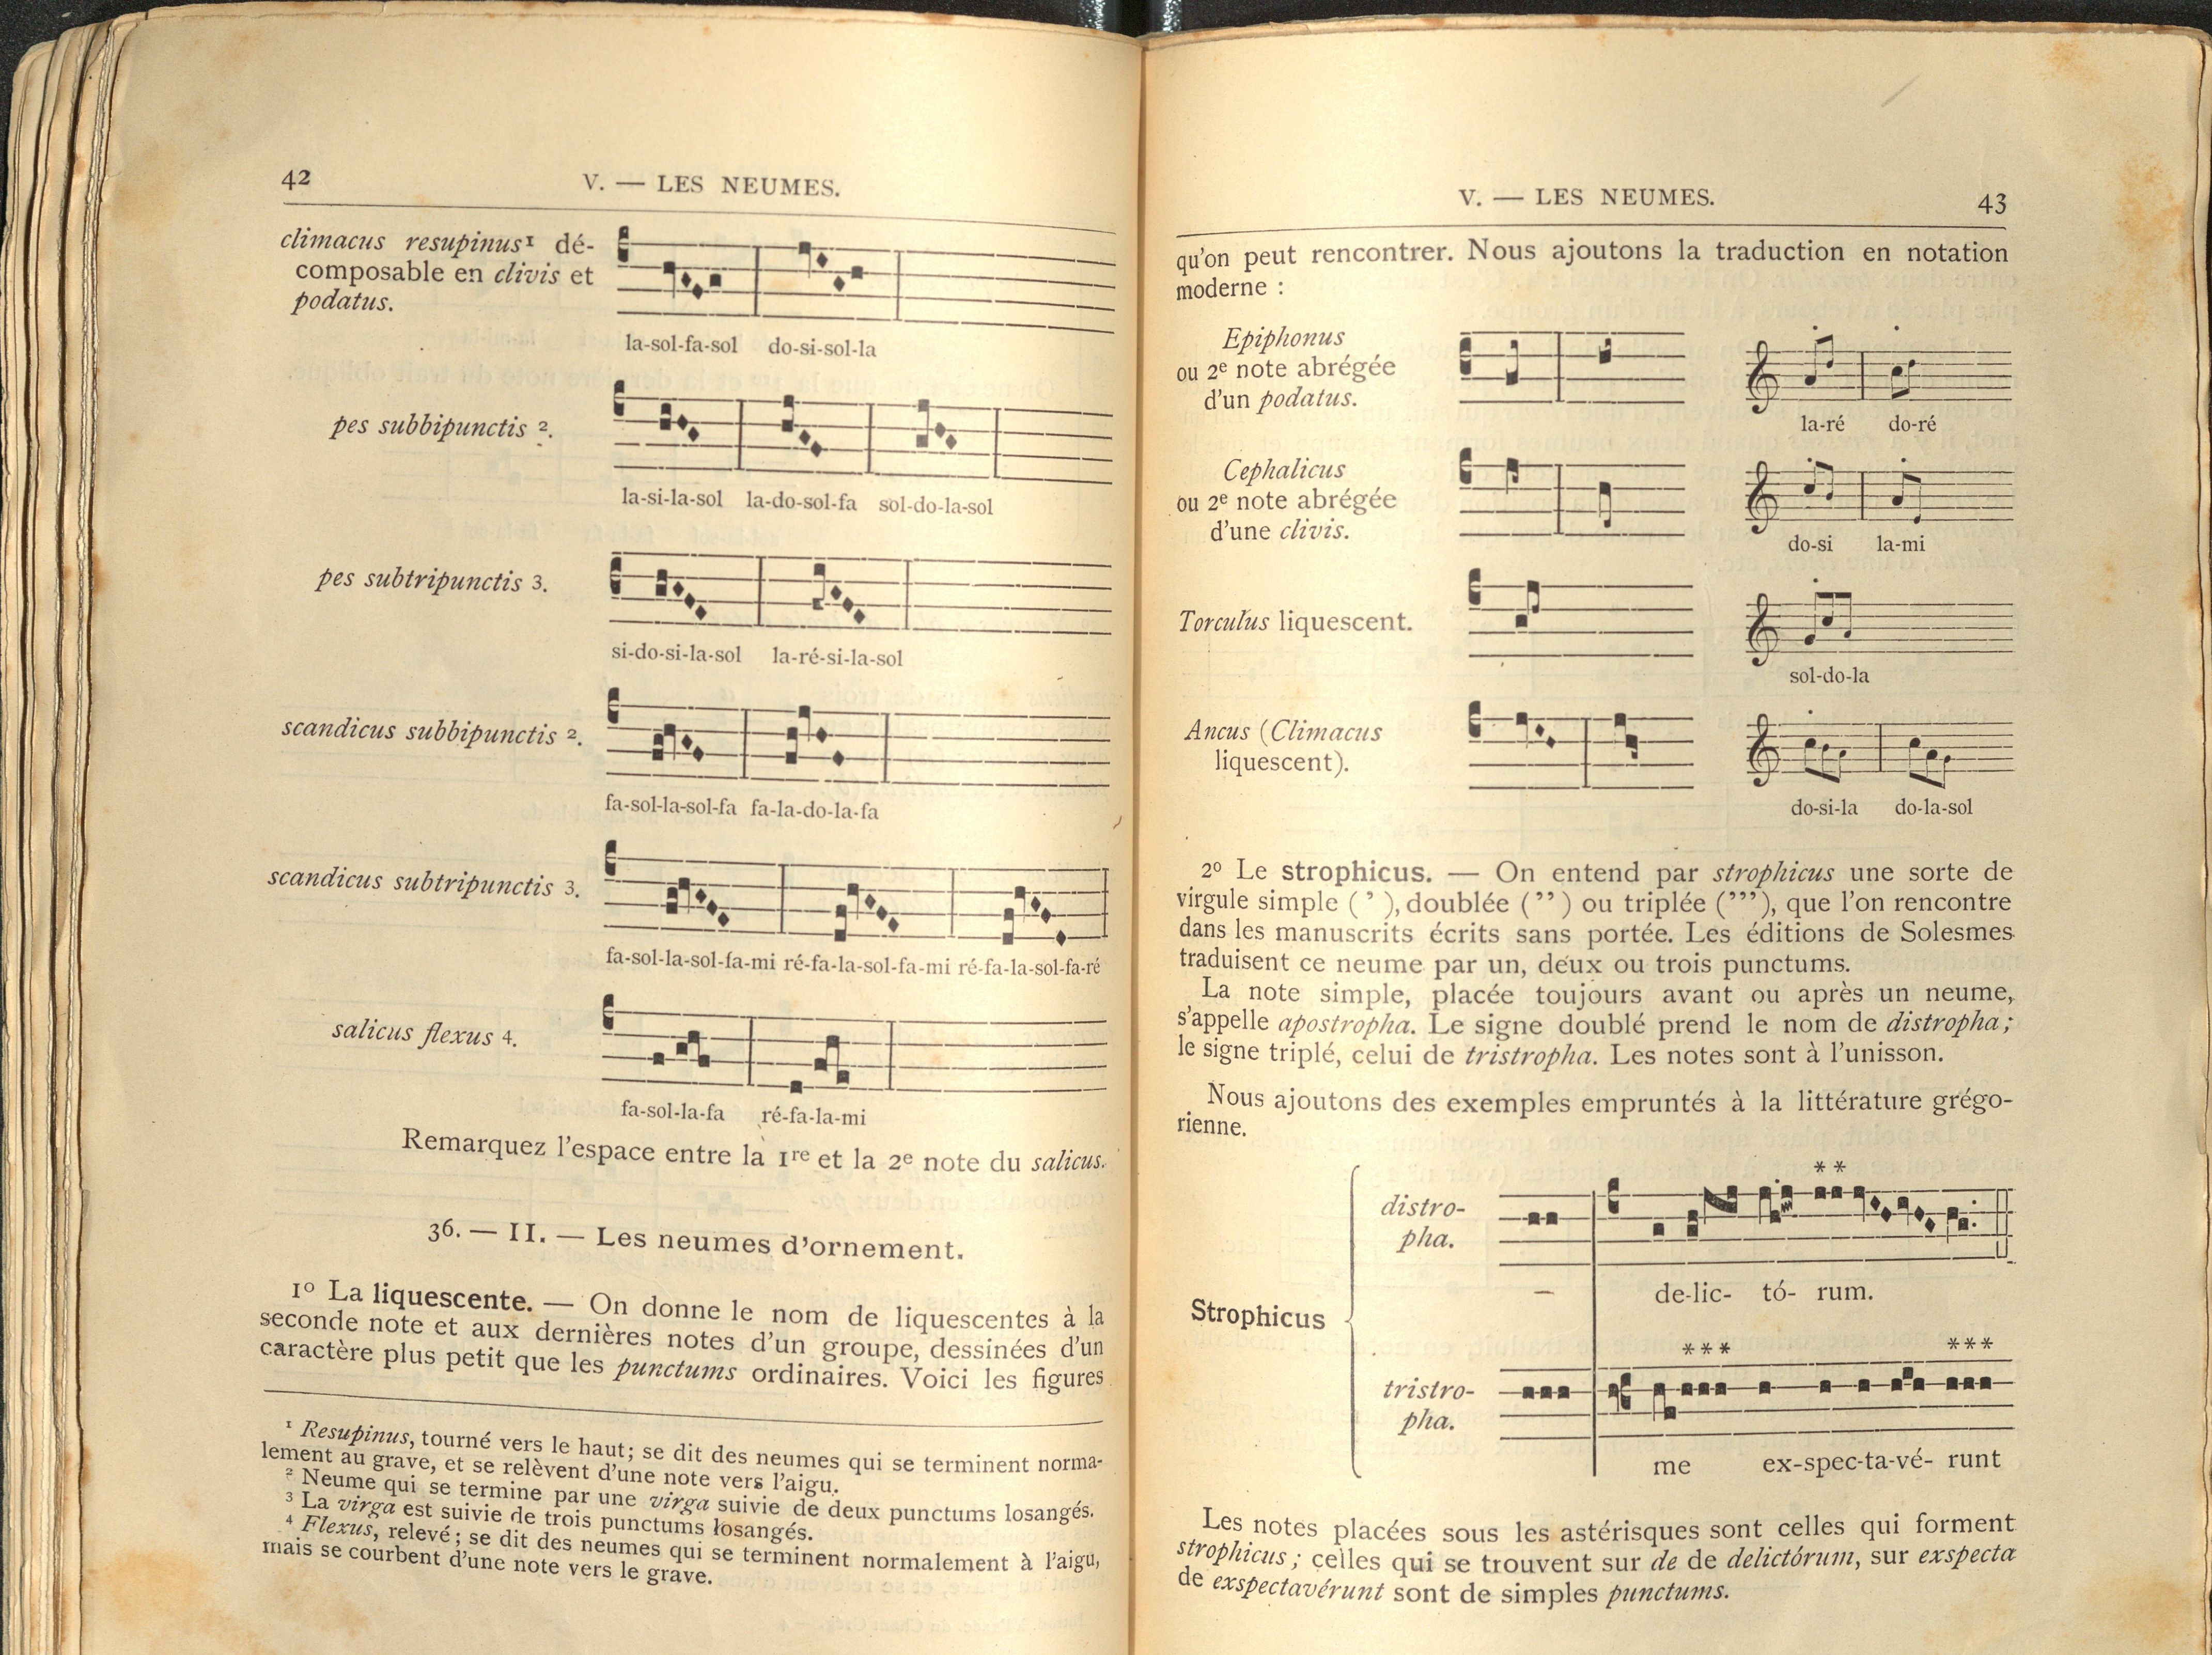 42
V. — LES NEUMES.
climacus resupinus¹ dé-
composable en clivis et
podatus.
la-sol-fa-sol do-si-sol-la
pes subbipunctis ².
la-si-la-sol la-do-sol-fa sol-do-la-sol
pes subtripunctis 3.
si-do-si-la-sol la-ré-si-la-sol
scandicus subbipunctis ².
fa-sol-la-sol-fa fa-la-do-la-fa
scandicus subtripunctis 3.
fa-sol-la-sol-fa-mi ré-fa-la-sol-fa-mi ré-fa-la-sol-fa-ré
salicus flexus 4.
fa-sol-la-fa ré-fa-la-mi
Remarquez l'espace entre la 1re et la 2e note du salicus.
36. — II. — Les neumes d'ornement.
1º La liquescente. — On donne le nom de liquescentes à la
seconde note et aux dernières notes d'un groupe, dessinées d'un
caractère plus petit que les punctums ordinaires. Voici les figures
¹ Resupinus, tourné vers le haut; se dit des neumes qui se terminent norma-
lement au grave, et se relèvent d'une note vers l'aigu.
² Neume qui se termine par une virga suivie de deux punctums losangés.
³ La virga est suivie de trois punctums losangés.
⁴ Flexus, relevé; se dit des neumes qui se terminent normalement à l'aigu,
mais se courbent d'une note vers le grave.
V. — LES NEUMES.
43
qu'on peut rencontrer. Nous ajoutons la traduction en notation
moderne :
Epiphonus
ou 2e note abrégée
d'un podatus.
la-ré do-ré
Cephalicus
ou 2e note abrégée
d'une clivis.
do-si la-mi
Torculus liquescent.
sol-do-la
Ancus (Climacus
liquescent).
do-si-la do-la-sol
2º Le strophicus. — On entend par strophicus une sorte de
virgule simple ( ’ ), doublée ( ’’ ) ou triplée (’’’), que l'on rencontre
dans les manuscrits écrits sans portée. Les éditions de Solesmes
traduisent ce neume par un, deux ou trois punctums.
La note simple, placée toujours avant ou après un neume,
s'appelle apostropha. Le signe doublé prend le nom de distropha;
le signe triplé, celui de tristropha. Les notes sont à l'unisson.
Nous ajoutons des exemples empruntés à la littérature grégo-
rienne.
Strophicus
* *
distro-
pha.
— de-lic- tó- rum.
* * * * * *
tristro-
pha.
me ex-spec-ta-vé- runt
Les notes placées sous les astérisques sont celles qui forment
strophicus; celles qui se trouvent sur de de delictórum, sur exspecta
de exspectavérunt sont de simples punctums.